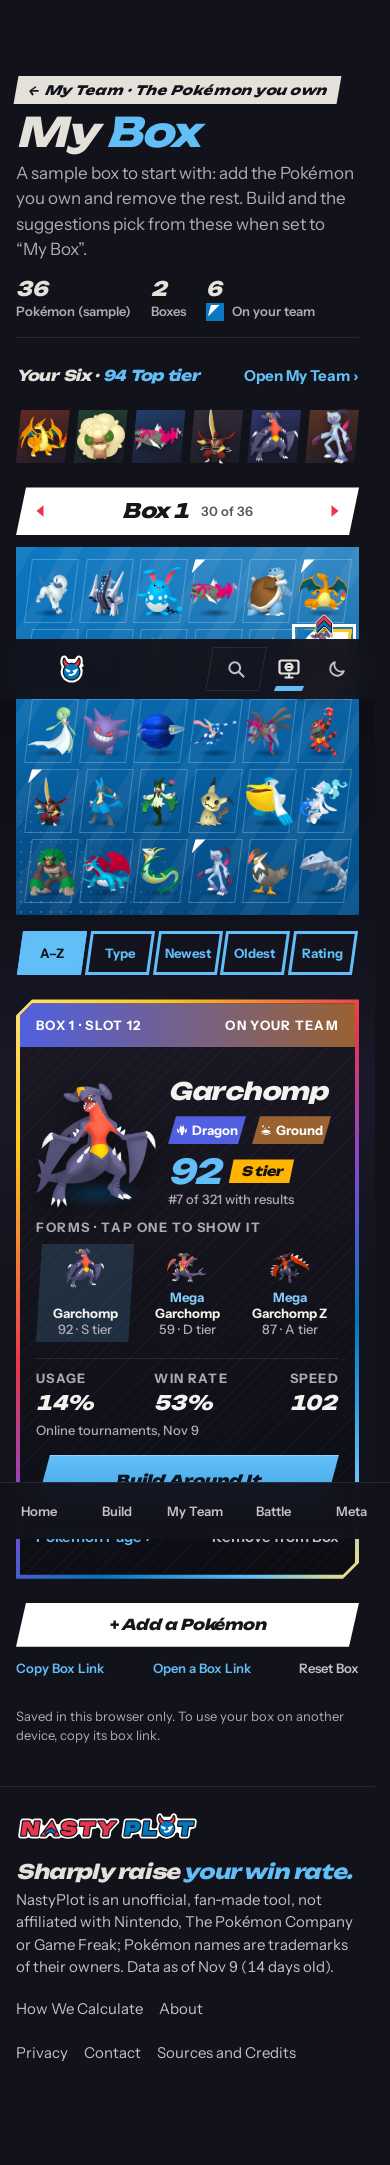 ← My Team · The Pokémon you own
My Box
A sample box to start with: add the Pokémon
you own and remove the rest. Build and the
suggestions pick from these when set to
“My Box”.
36
Pokémon (sample)
2
Boxes
6
On your team
Your Six · 94 Top tier
Open My Team ›
Box 1 30 of 36
A–Z
Type
Newest
Oldest
Rating
BOX 1 · SLOT 12
ON YOUR TEAM
Garchomp
Dragon
Ground
92 S tier
#7 of 321 with results
FORMS · TAP ONE TO SHOW IT
Garchomp
92 · S tier
Mega
Garchomp
59 · D tier
Mega
Garchomp Z
87 · A tier
USAGE
14%
WIN RATE
53%
SPEED
102
Online tournaments, Nov 9
Build Around It
Home
Build
My Team
Battle
Meta
Pokémon Page ›
Remove from Box
+ Add a Pokémon
Copy Box Link
Open a Box Link
Reset Box
Saved in this browser only. To use your box on another
device, copy its box link.
NASTY PLOT
Sharply raise your win rate.
NastyPlot is an unofficial, fan-made tool, not
affiliated with Nintendo, The Pokémon Company
or Game Freak; Pokémon names are trademarks
of their owners. Data as of Nov 9 (14 days old).
How We Calculate
About
Privacy
Contact
Sources and Credits